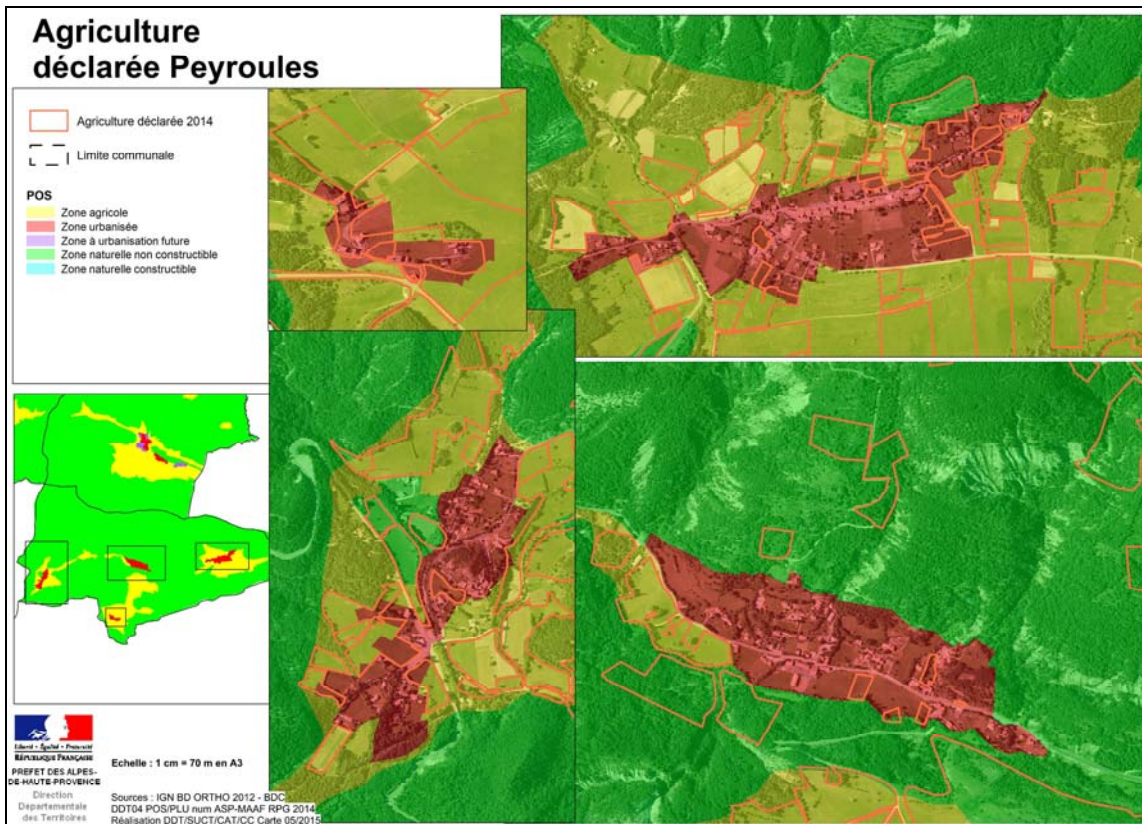 Agriculture
déclarée Peyroules
Agriculture déclarée 2014
Limite communale
POS
Zone agricole
Zone urbanisée
Zone à urbanisation future
Zone naturelle non constructible
Zone naturelle constructible
Liberté • Égalité • Fraternité
RÉPUBLIQUE FRANÇAISE
PREFET DES ALPES-
DE-HAUTE-PROVENCE
Direction
Départementale
des Territoires
Echelle : 1 cm = 70 m en A3
Sources : IGN BD ORTHO 2012 - BDC
DDT04 POS/PLU num ASP-MAAF RPG 2014
Réalisation DDT/SUCT/CAT/CC Carte 05/2015